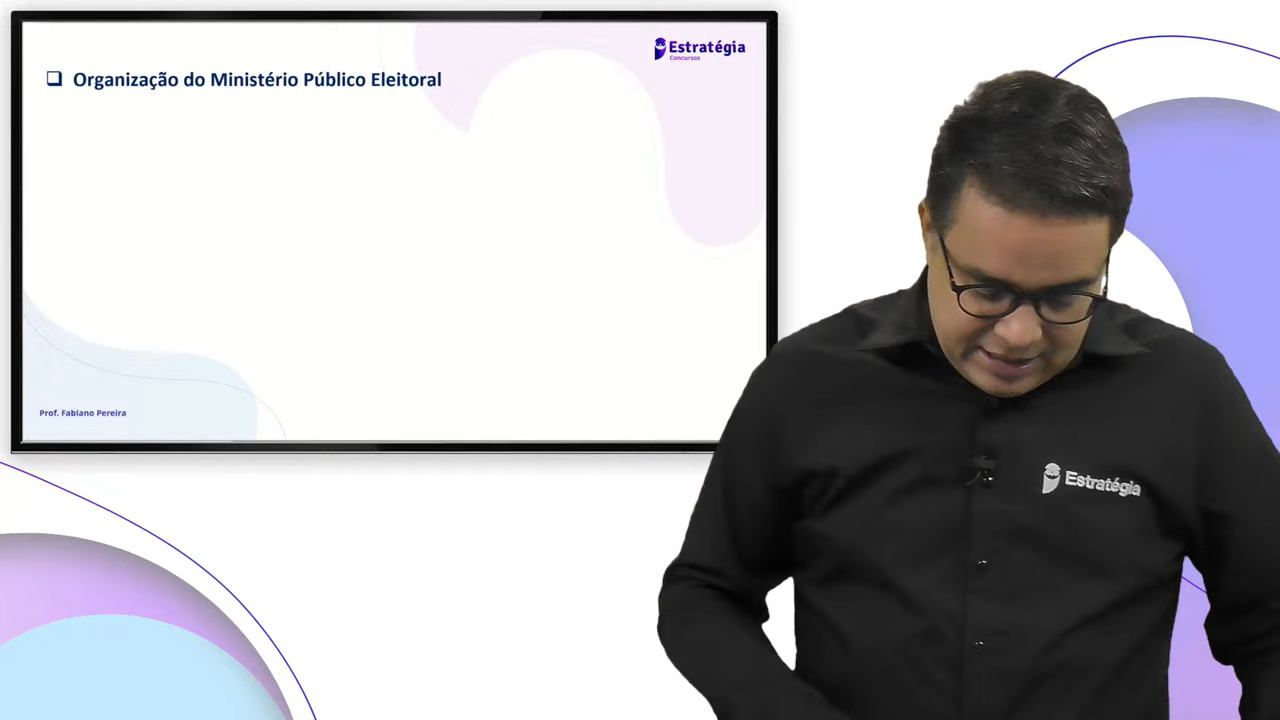 Estratégia
Concursos
❑ Organização do Ministério Público Eleitoral
Prof. Fabiano Pereira
Estratégia